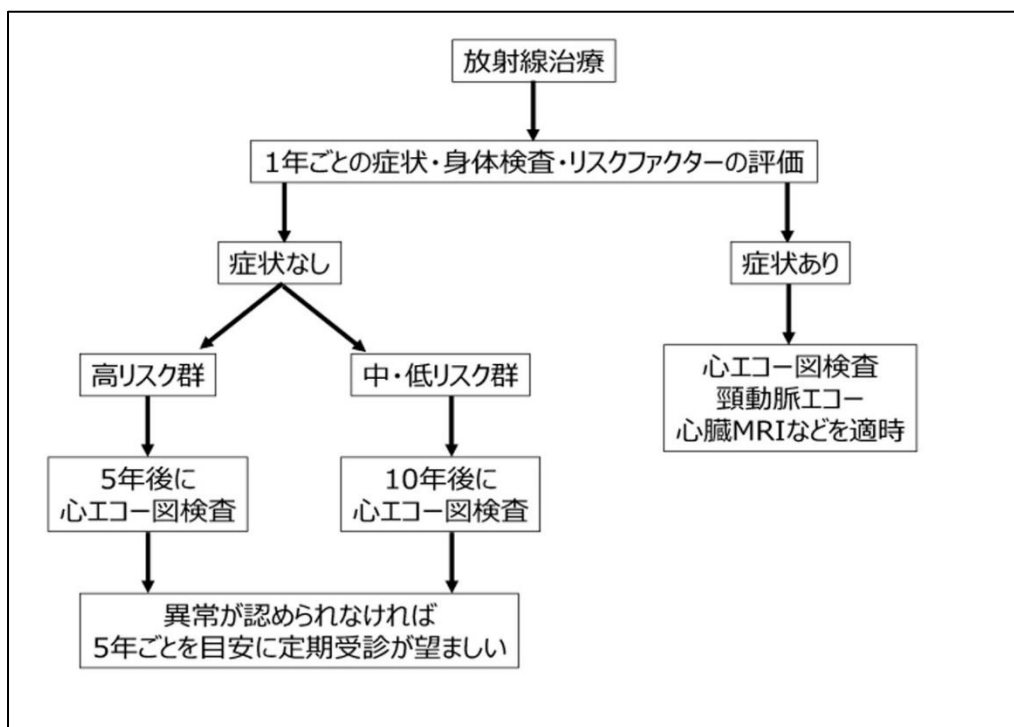 放射線治療
1年ごとの症状・身体検査・リスクファクターの評価
症状なし
症状あり
高リスク群
中・低リスク群
心エコー図検査
頸動脈エコー
心臓MRIなどを適時
5年後に
心エコー図検査
10年後に
心エコー図検査
異常が認められなければ
5年ごとを目安に定期受診が望ましい